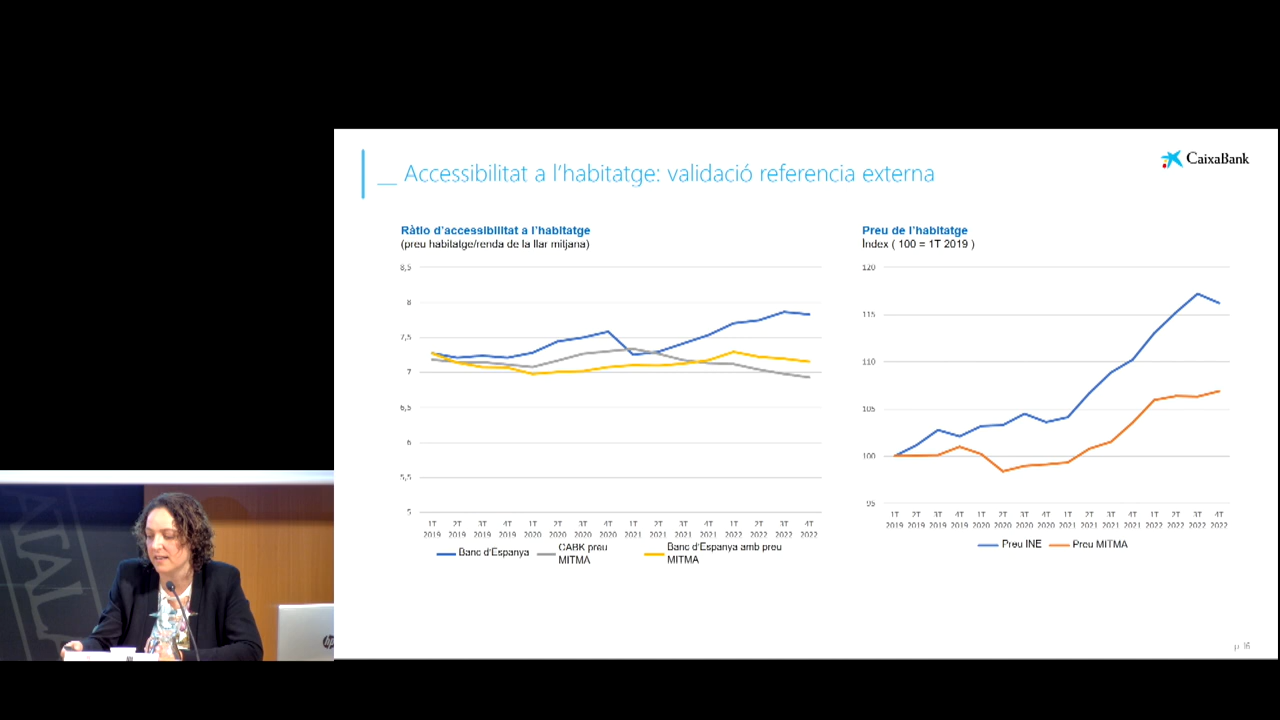 __ Accessibilitat a l'habitatge: validació referencia externa
CaixaBank
Ràtio d'accessibilitat a l'habitatge
(preu habitatge/renda de la llar mitjana)
8,5
8
7,5
7
6,5
6
5,5
5
1T 2T 3T 4T 1T 2T 3T 4T 1T 2T 3T 4T 1T 2T 3T 4T
2019 2019 2019 2019 2020 2020 2020 2020 2021 2021 2021 2021 2022 2022 2022 2022
Banc d'Espanya
CABK preu
MITMA
Banc d'Espanya amb preu
MITMA
Preu de l'habitatge
Índex ( 100 = 1T 2019 )
120
115
110
105
100
95
1T 2T 3T 4T 1T 2T 3T 4T 1T 2T 3T 4T 1T 2T 3T 4T
2019 2019 2019 2019 2020 2020 2020 2020 2021 2021 2021 2021 2022 2022 2022 2022
Preu INE Preu MITMA
p 16
ATALA
hp